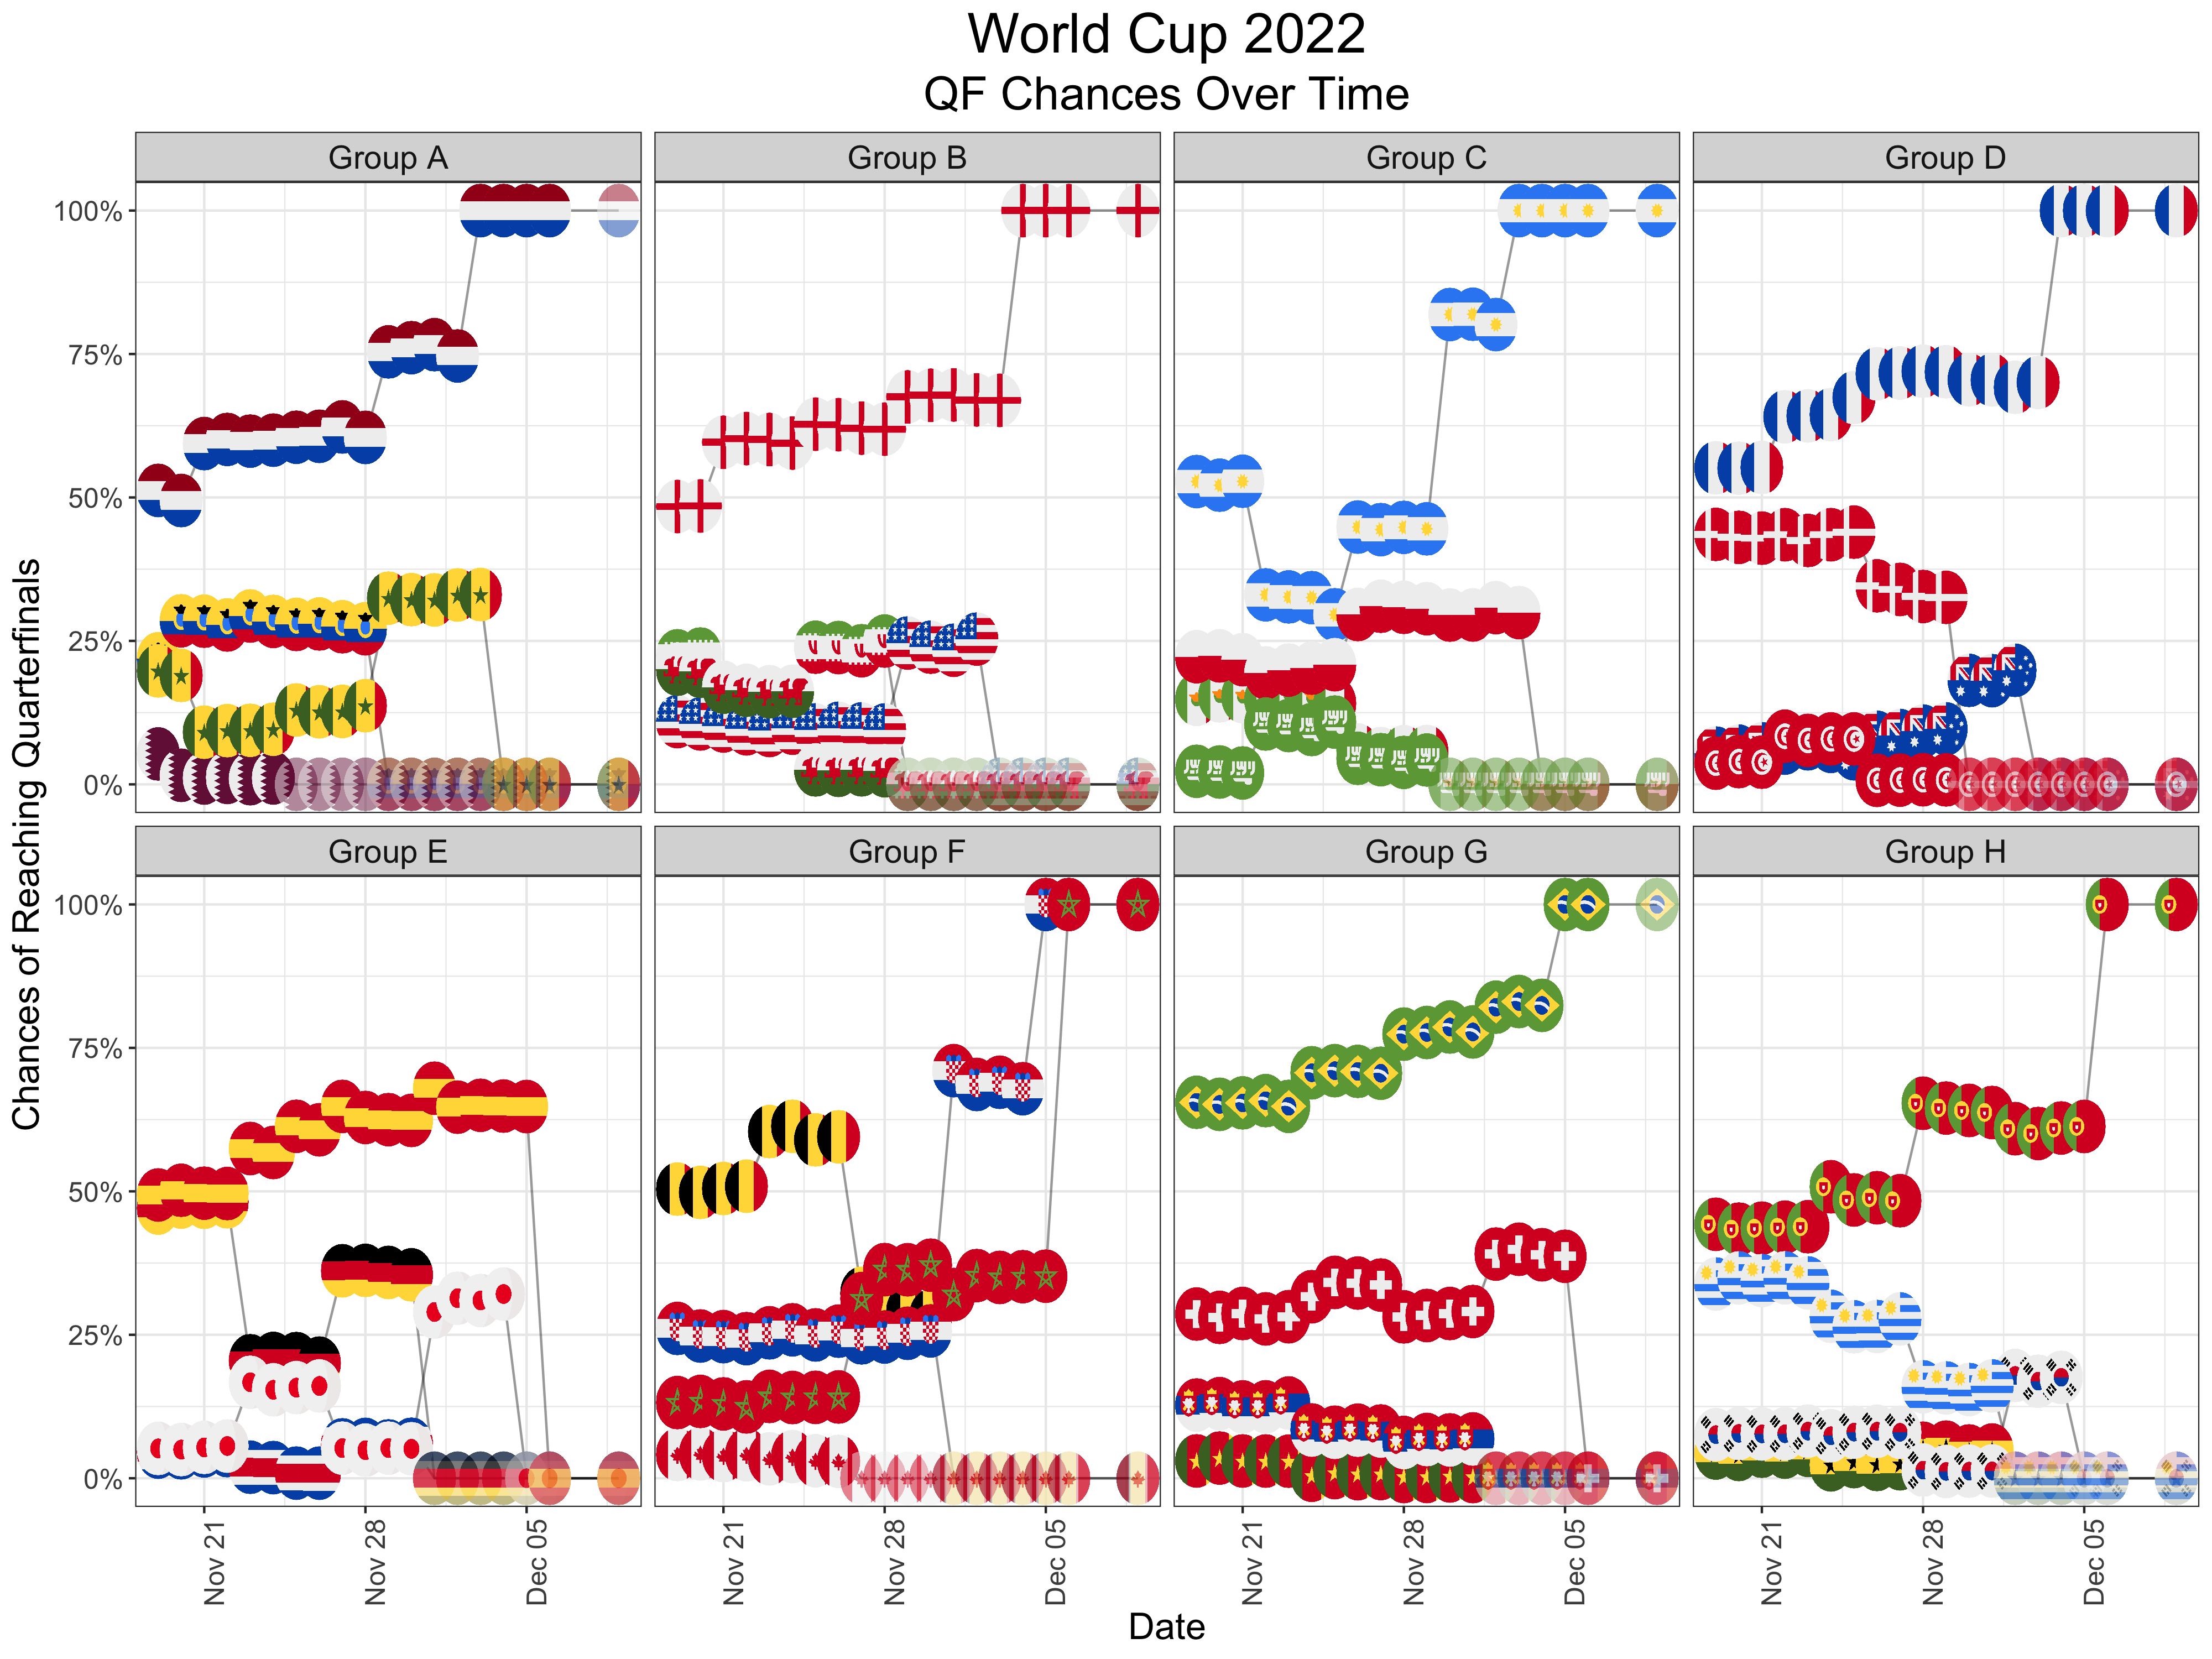 World Cup 2022
QF Chances Over Time
Group A
Group B
Group C
Group D
100%
75%
50%
25%
0%
Group E
Group F
Group G
Group H
100%
75%
50%
25%
0%
Chances of Reaching Quarterfinals
Nov 21
Nov 28
Dec 05
Nov 21
Nov 28
Dec 05
Nov 21
Nov 28
Dec 05
Nov 21
Nov 28
Dec 05
Date